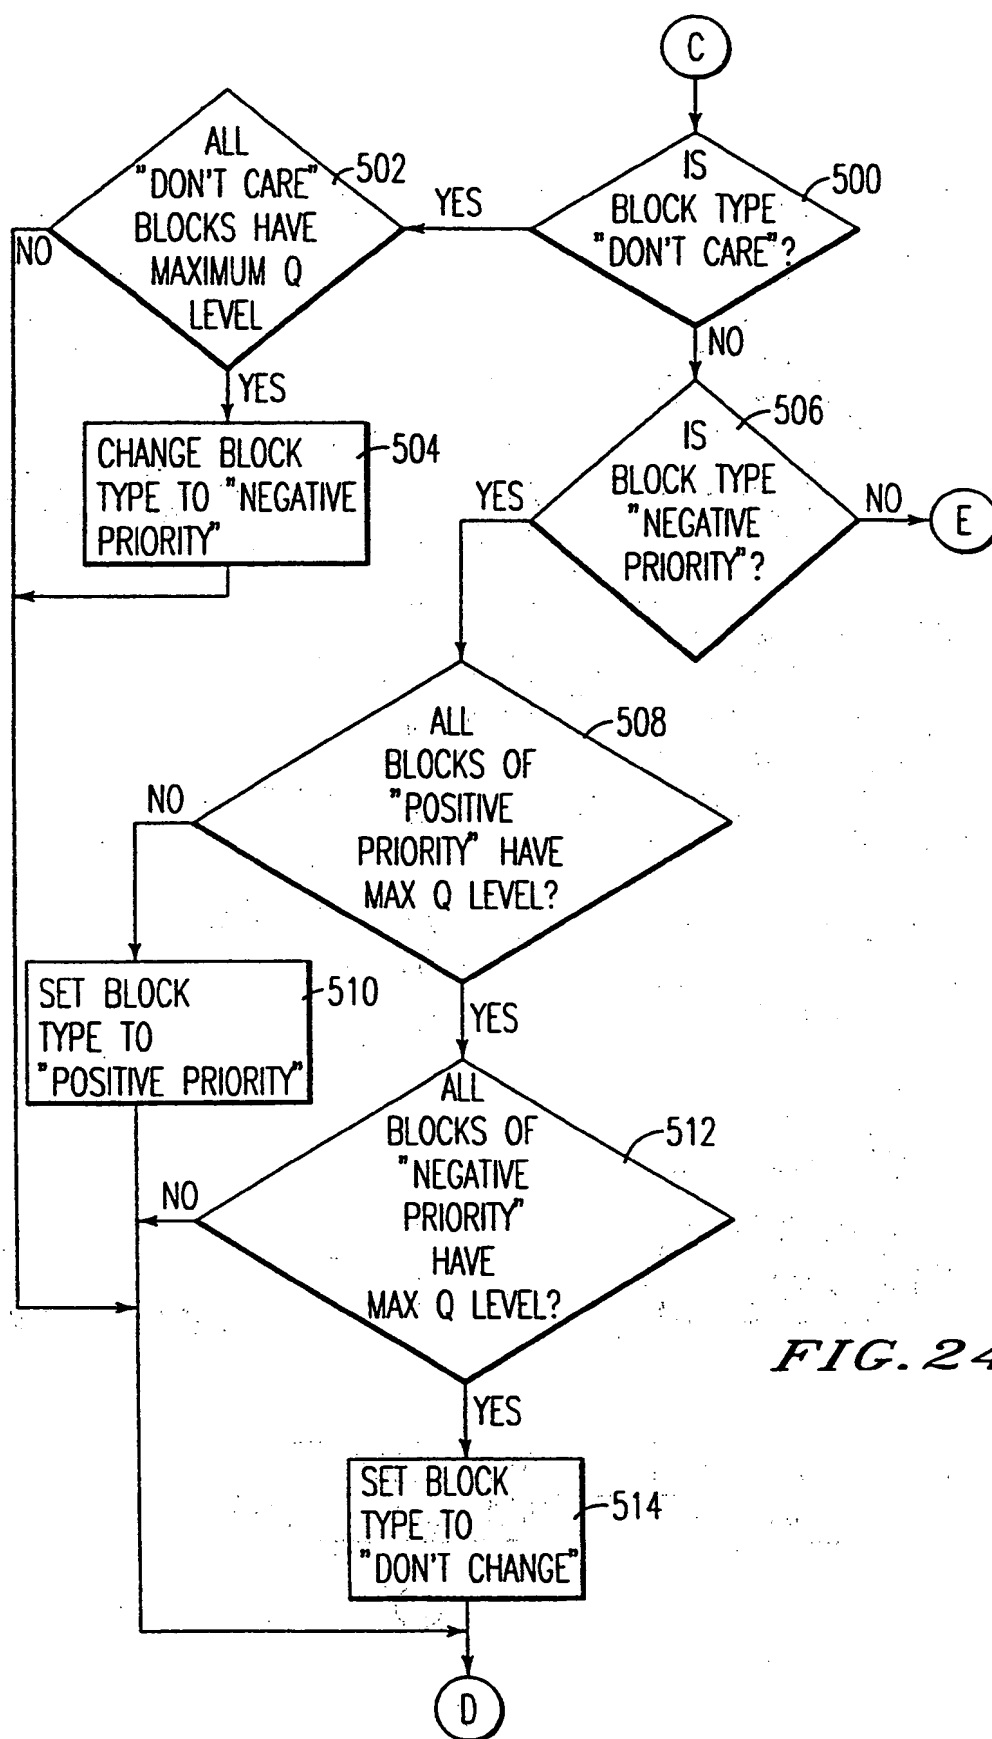 C
IS
BLOCK TYPE
"DON'T CARE"?
500
YES
ALL
"DON'T CARE"
BLOCKS HAVE
MAXIMUM Q
LEVEL
502
NO
YES
CHANGE BLOCK
TYPE TO "NEGATIVE
PRIORITY"
504
NO
IS
BLOCK TYPE
"NEGATIVE
PRIORITY"?
506
YES
NO
E
ALL
BLOCKS OF
"POSITIVE
PRIORITY" HAVE
MAX Q LEVEL?
508
NO
SET BLOCK
TYPE TO
"POSITIVE PRIORITY"
510
YES
ALL
BLOCKS OF
"NEGATIVE
PRIORITY"
HAVE
MAX Q LEVEL?
512
NO
YES
SET BLOCK
TYPE TO
"DON'T CHANGE"
514
D
FIG. 24